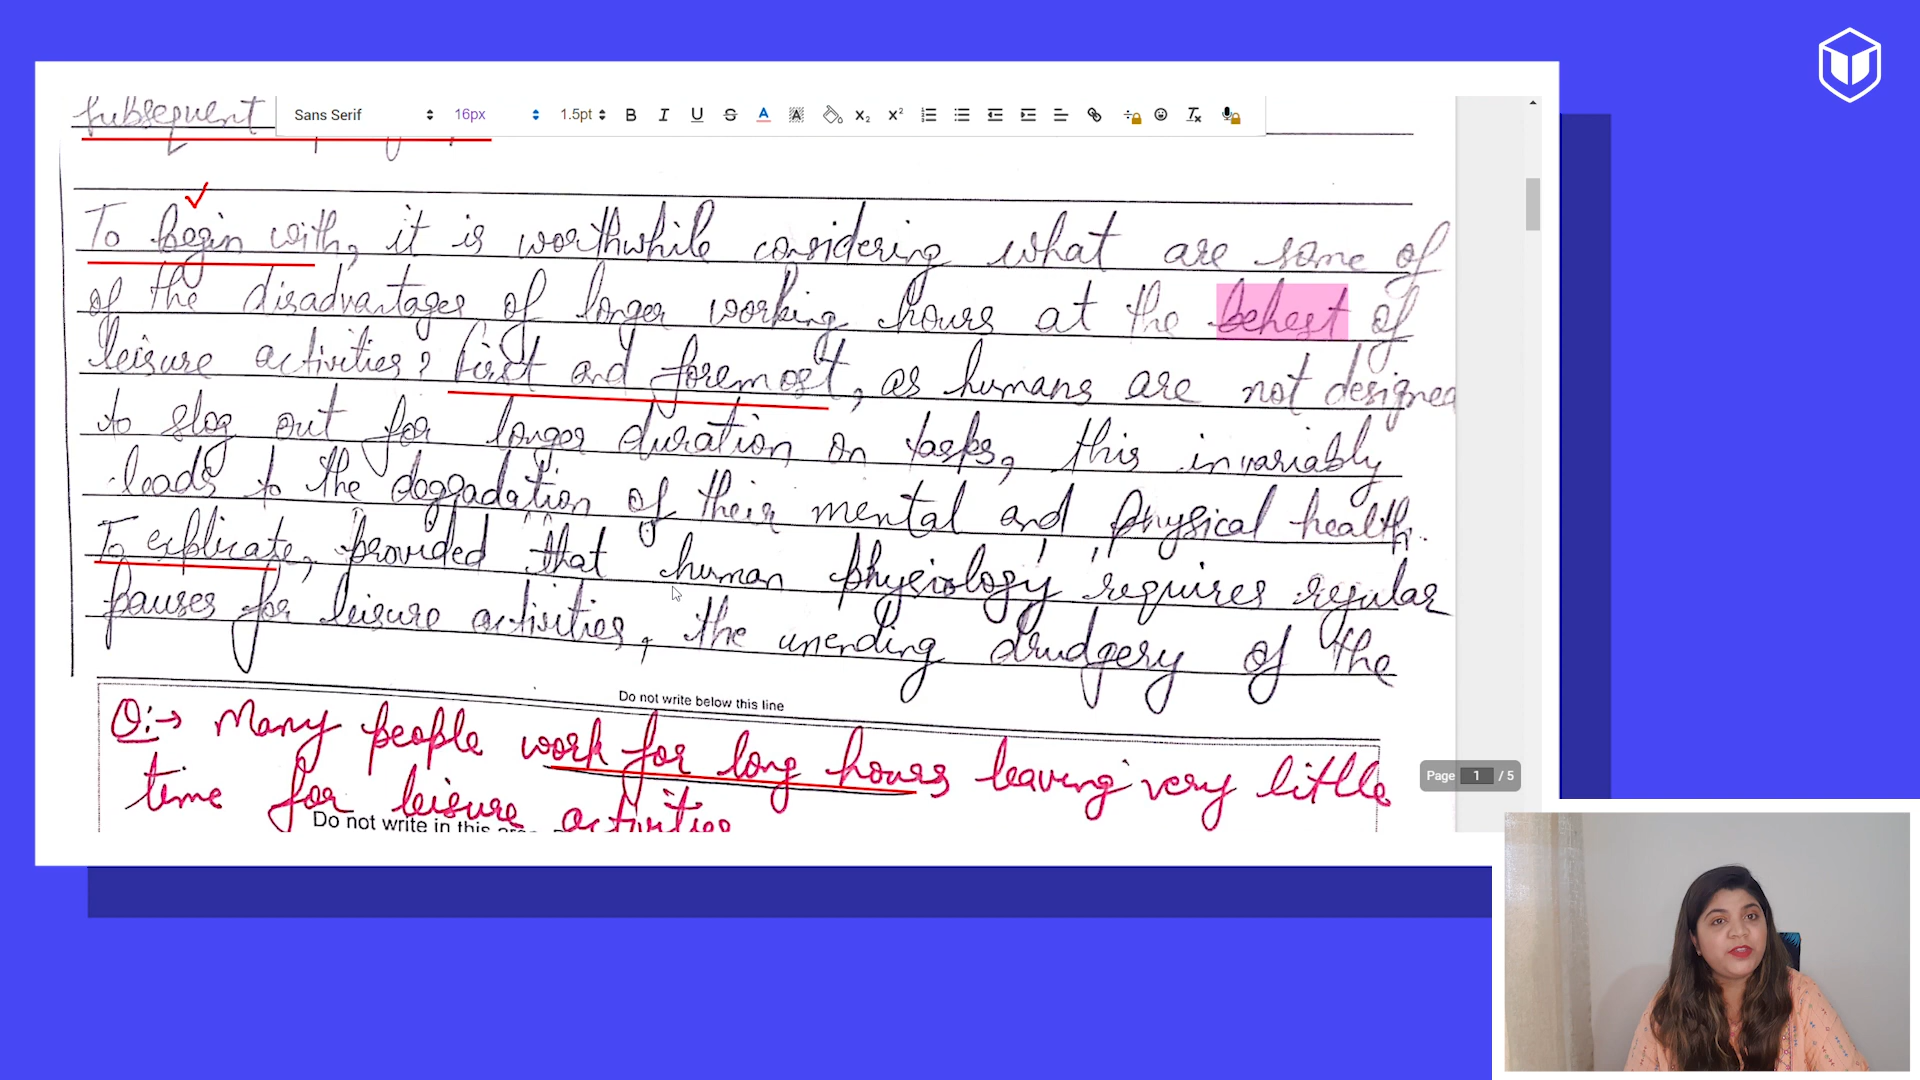 subsequent
Sans Serif 16px 1.5pt B I U S A A x₂ x² Tx
To begin with, it is worthwhile considering what are some of
of the disadvantages of longer working hours at the behest of
leisure activities? First and foremost, as humans are not designed
to slog out for longer duration on tasks, this invariably
leads to the degradation of their mental and physical health.
To explicate, provided that human physiology requires regular
pauses for leisure activities, the unending drudgery of the
Do not write below this line
Q:→ Many people work for long hours leaving very little
time for leisure activities
Do not write in this
Page 1 / 5